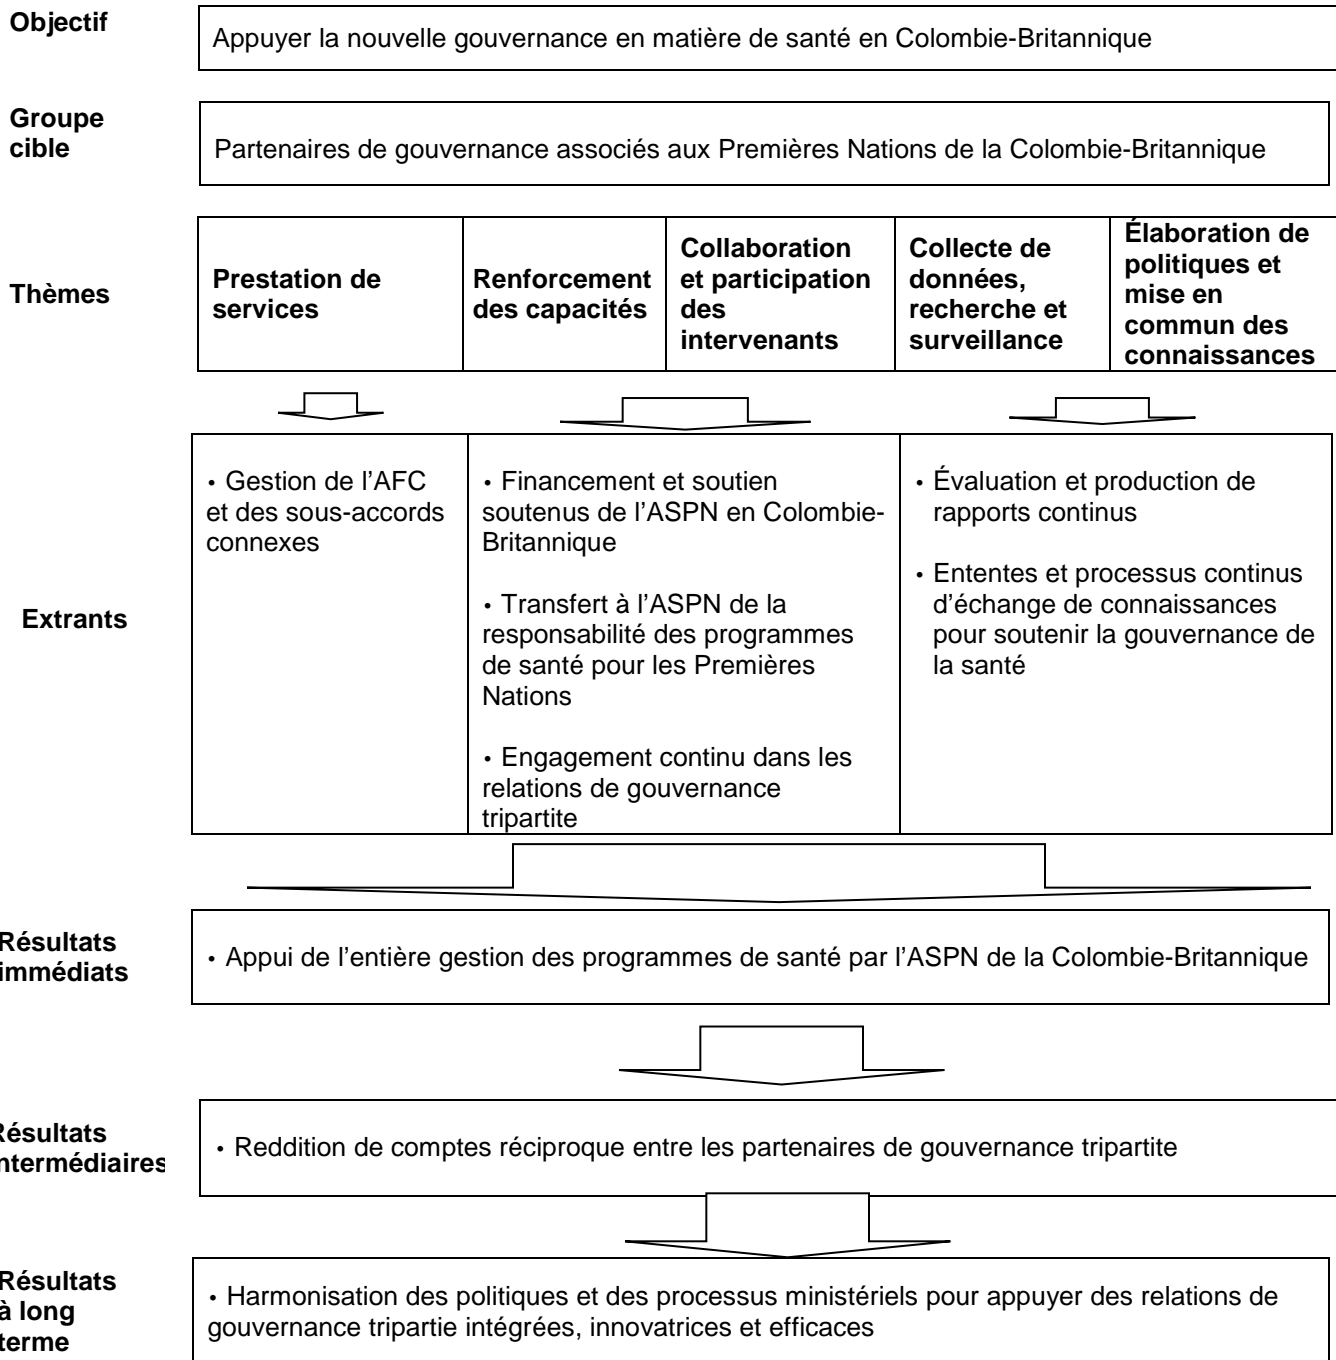 Objectif
Appuyer la nouvelle gouvernance en matière de santé en Colombie-Britannique
Groupe
cible
Partenaires de gouvernance associés aux Premières Nations de la Colombie-Britannique
Thèmes
Prestation de
services
Renforcement
des capacités
Collaboration
et participation
des
intervenants
Collecte de
données,
recherche et
surveillance
Élaboration de
politiques et
mise en
commun des
connaissances
Extrants
• Gestion de l'AFC
et des sous-accords
connexes
• Financement et soutien
soutenus de l'ASPN en Colombie-
Britannique
• Transfert à l'ASPN de la
responsabilité des programmes
de santé pour les Premières
Nations
• Engagement continu dans les
relations de gouvernance
tripartite
• Évaluation et production de
rapports continus
• Ententes et processus continus
d'échange de connaissances
pour soutenir la gouvernance de
la santé
Résultats
immédiats
• Appui de l'entière gestion des programmes de santé par l'ASPN de la Colombie-Britannique
Résultats
ntermédiaires
• Reddition de comptes réciproque entre les partenaires de gouvernance tripartite
Résultats
à long
terme
• Harmonisation des politiques et des processus ministériels pour appuyer des relations de
gouvernance tripartie intégrées, innovatrices et efficaces